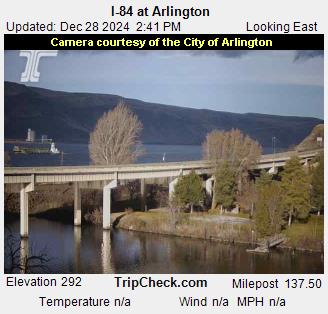 I-84 at Arlington
Updated: Dec 28 2024 2:41 PM Looking East
Camera courtesy of the City of Arlington
Elevation 292 TripCheck.com Milepost 137.50
Temperature n/a Wind n/a MPH n/a